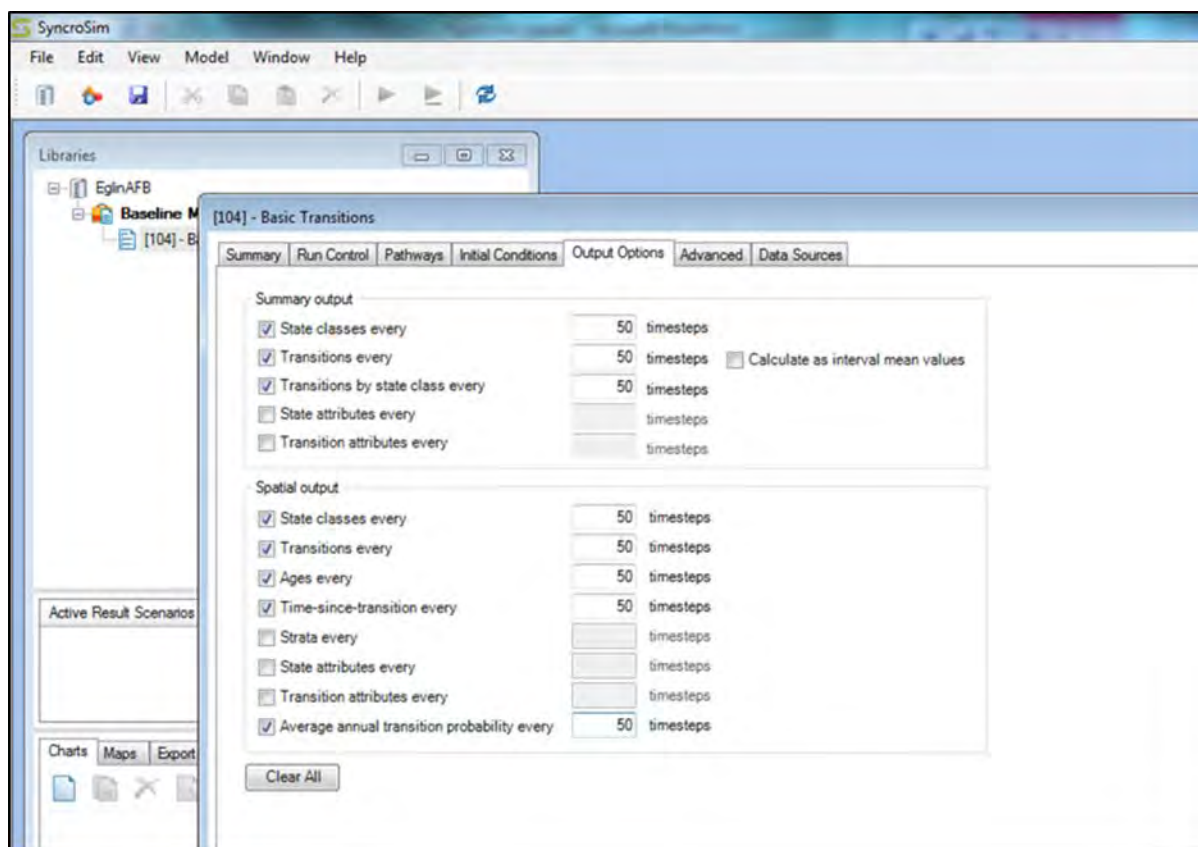 SyncroSim
File Edit View Model Window Help
Libraries
EglinAFB
Baseline M
[104] - B
[104] - Basic Transitions
Summary Run Control Pathways Initial Conditions Output Options Advanced Data Sources
Summary output
State classes every 50 timesteps
Transitions every 50 timesteps Calculate as interval mean values
Transitions by state class every 50 timesteps
State attributes every timesteps
Transition attributes every timesteps
Spatial output
State classes every 50 timesteps
Transitions every 50 timesteps
Ages every 50 timesteps
Time-since-transition every 50 timesteps
Strata every timesteps
State attributes every timesteps
Transition attributes every timesteps
Average annual transition probability every 50 timesteps
Clear All
Active Result Scenarios
Charts Maps Export